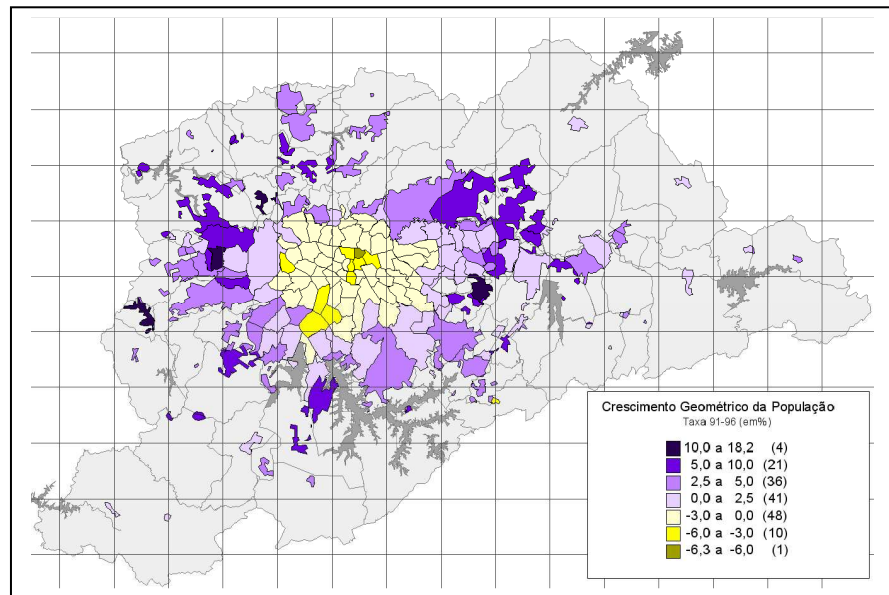 Crescimento Geométrico da População
Taxa 91-96 (em%)
10,0 a 18,2 (4)
5,0 a 10,0 (21)
2,5 a 5,0 (36)
0,0 a 2,5 (41)
-3,0 a 0,0 (48)
-6,0 a -3,0 (10)
-6,3 a -6,0 (1)